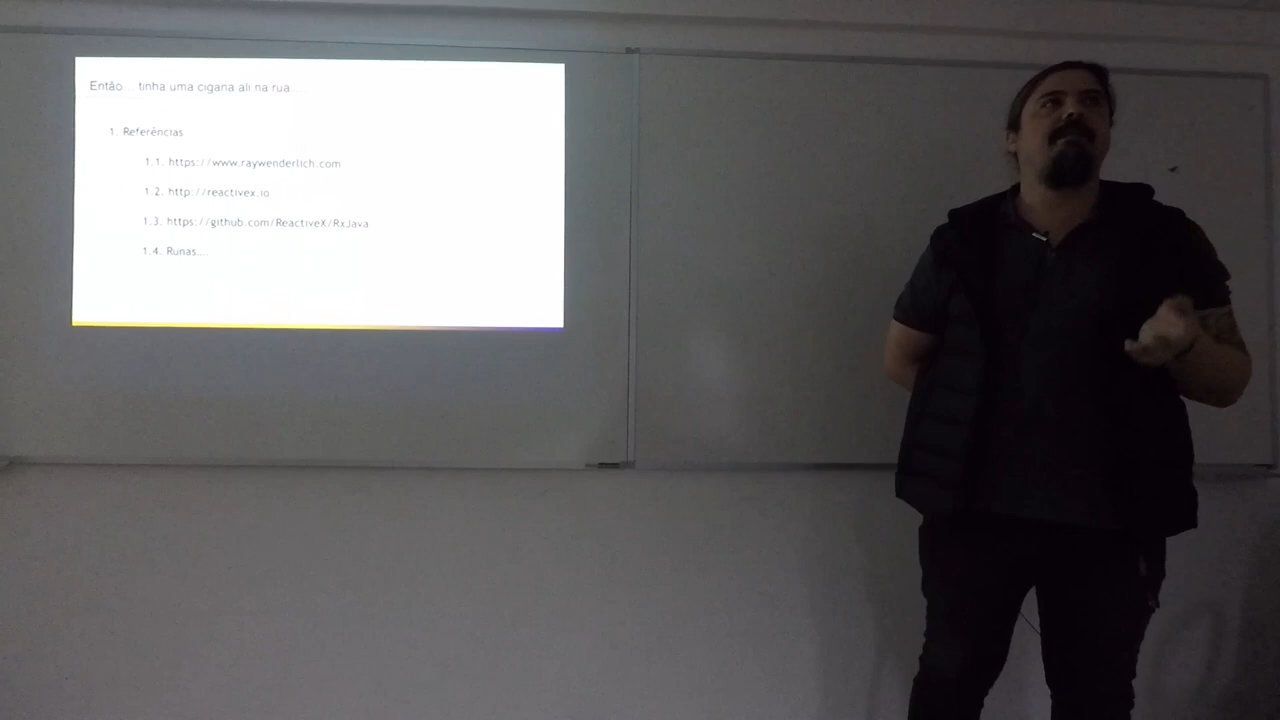 Então... tinha uma cigana ali na rua.....
1. Referências
1.1. https://www.raywenderlich.com
1.2. http://reactivex.io
1.3. https://github.com/ReactiveX/RxJava
1.4. Runas....